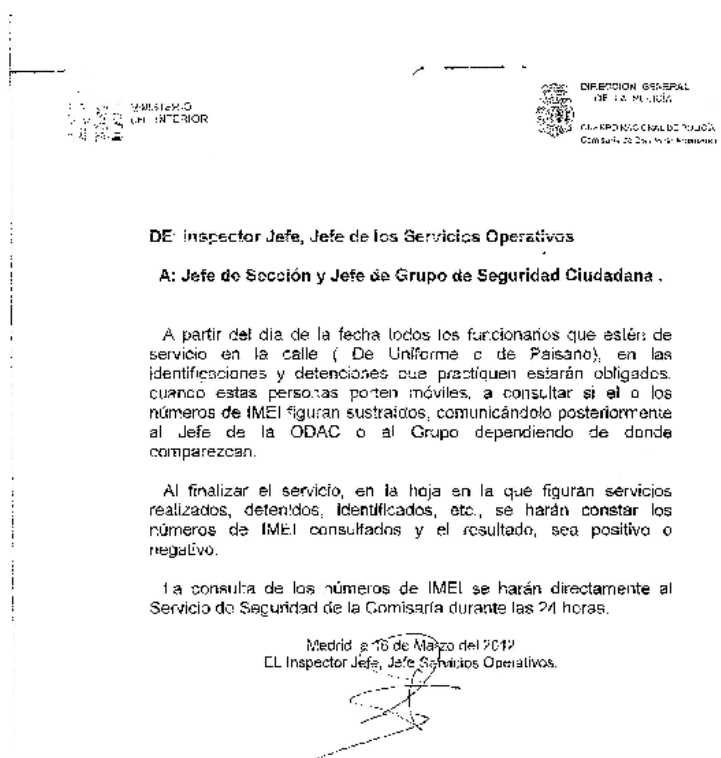 MINISTERIO
DEL INTERIOR
DIRECCION GENERAL
DE LA POLICÍA
CUERPO NACIONAL DE POLICÍA
DE: Inspector Jefe, Jefe de los Servicios Operativos
A: Jefe de Sección y Jefe de Grupo de Seguridad Ciudadana .
A partir del día de la fecha todos los funcionarios que estén de
servicio en la calle ( De Uniforme o de Paisano), en las
identificaciones y detenciones que practiquen estarán obligados,
cuando estas personas porten móviles, a consultar si el o los
números de IMEI figuran sustraídos, comunicándolo posteriormente
al Jefe de la ODAC o al Grupo dependiendo de donde
comparezcan.
Al finalizar el servicio, en la hoja en la que figuran servicios
realizados, detenidos, identificados, etc., se harán constar los
números de IMEI consultados y el resultado, sea positivo o
negativo.
La consulta de los números de IMEI se harán directamente al
Servicio de Seguridad de la Comisaría durante las 24 horas.
Madrid a 16 de Marzo del 2012
EL Inspector Jefe, Jefe Servicios Operativos.